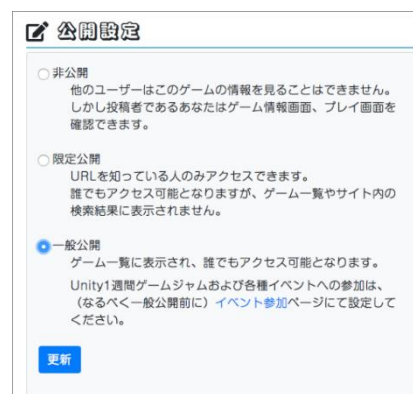 公開設定
非公開
他のユーザーはこのゲームの情報を見ることはできません。
しかし投稿者であるあなたはゲーム情報画面、プレイ画面を
確認できます。
限定公開
URLを知っている人のみアクセスできます。
誰でもアクセス可能となりますが、ゲーム一覧やサイト内の
検索結果に表示されません。
一般公開
ゲーム一覧に表示され、誰でもアクセス可能となります。
Unity1週間ゲームジャムおよび各種イベントへの参加は、
（なるべく一般公開前に）イベント参加ページにて設定して
ください。
更新